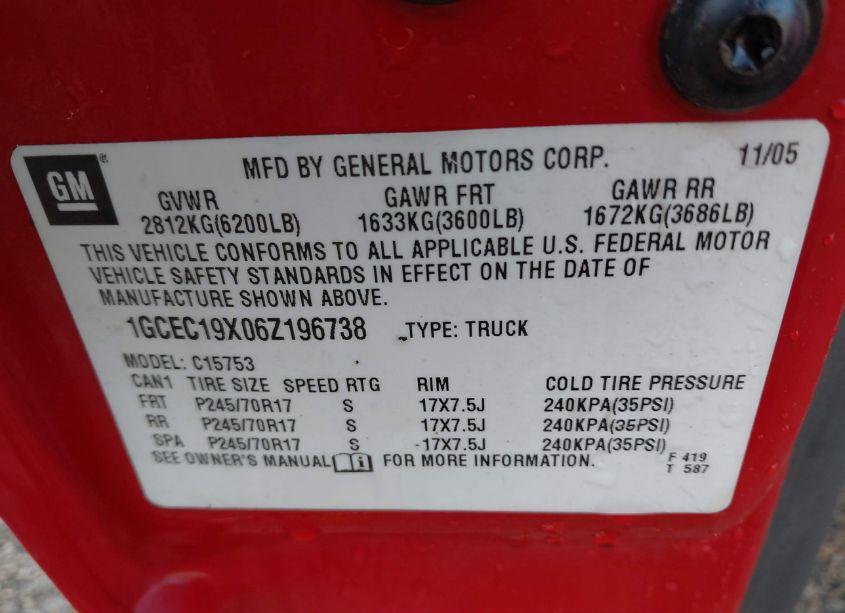 GM® MFD BY GENERAL MOTORS CORP. 11/05
GVWR GAWR FRT GAWR RR
2812KG(6200LB) 1633KG(3600LB) 1672KG(3686LB)
THIS VEHICLE CONFORMS TO ALL APPLICABLE U.S. FEDERAL MOTOR
VEHICLE SAFETY STANDARDS IN EFFECT ON THE DATE OF
MANUFACTURE SHOWN ABOVE.
1GCEC19X06Z196738 TYPE: TRUCK
MODEL: C15753
CAN1 TIRE SIZE SPEED RTG RIM COLD TIRE PRESSURE
FRT P245/70R17 S 17X7.5J 240KPA(35PSI)
RR P245/70R17 S 17X7.5J 240KPA(35PSI)
SPA P245/70R17 S 17X7.5J 240KPA(35PSI)
SEE OWNER'S MANUAL FOR MORE INFORMATION. F 419
T 587